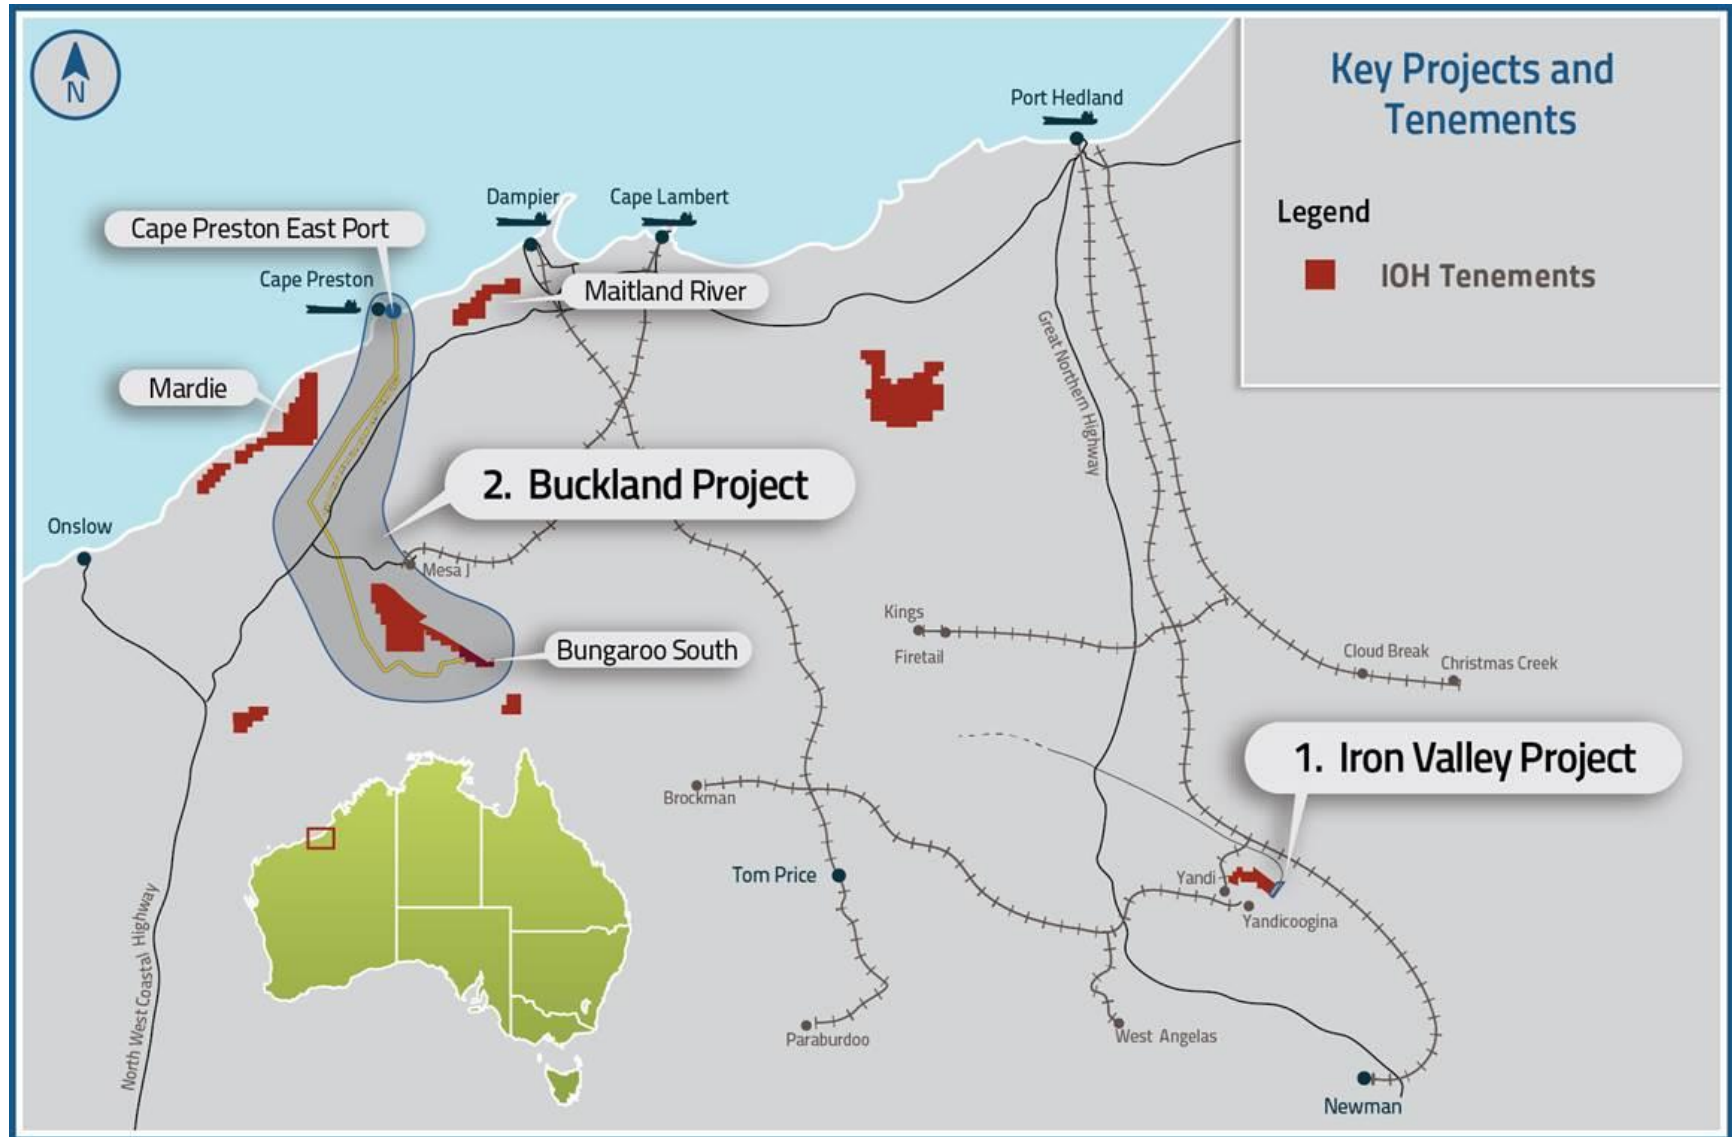 N
Key Projects and
Tenements
Legend
IOH Tenements
Port Hedland
Dampier
Cape Lambert
Cape Preston East Port
Cape Preston
Maitland River
Mardie
Great Northern Highway
2. Buckland Project
Onslow
Mesa J
Kings
Firetail
Bungaroo South
Cloud Break
Christmas Creek
1. Iron Valley Project
Brockman
Tom Price
Yandi
Yandicoogina
North West Coastal Highway
Paraburdoo
West Angelas
Newman